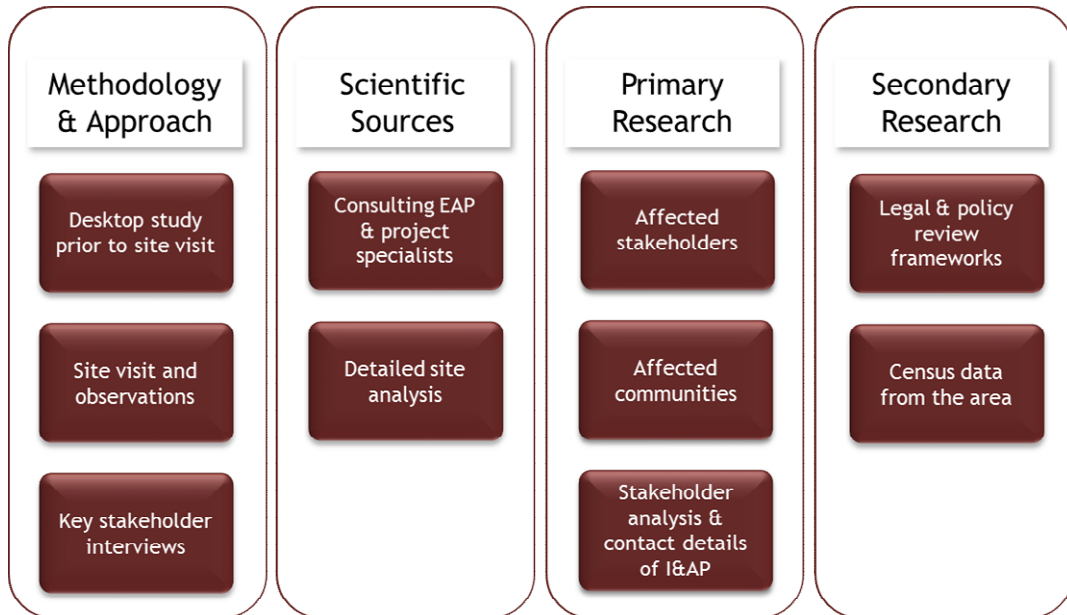 Methodology
& Approach
Desktop study
prior to site visit
Site visit and
observations
Key stakeholder
interviews
Scientific
Sources
Consulting EAP
& project
specialists
Detailed site
analysis
Primary
Research
Affected
stakeholders
Affected
communities
Stakeholder
analysis &
contact details
of I&AP
Secondary
Research
Legal & policy
review
frameworks
Census data
from the area